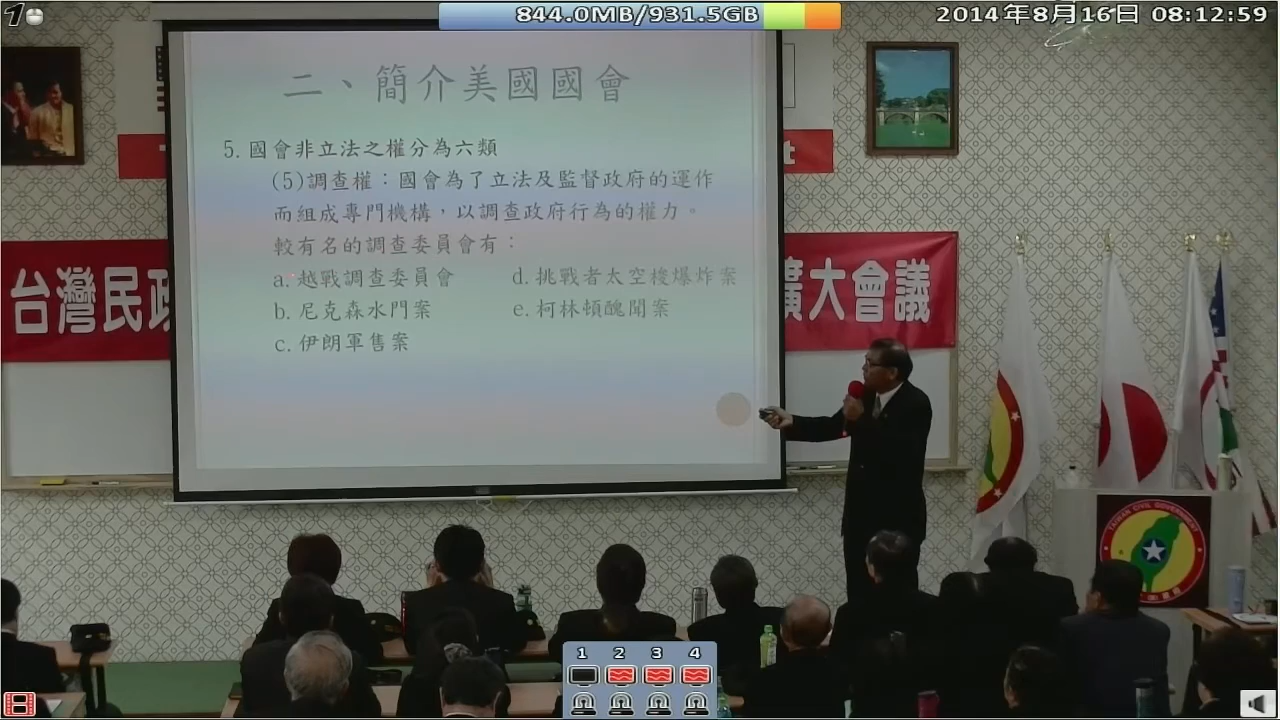 1
844.0MB/931.5GB
2014年8月16日 08:12:59
二、簡介美國國會
5. 國會非立法之權分為六類
(5)調查權：國會為了立法及監督政府的運作
而組成專門機構，以調查政府行為的權力。
較有名的調查委員會有：
a. 越戰調查委員會
d. 挑戰者太空梭爆炸案
b. 尼克森水門案
e. 柯林頓醜聞案
c. 伊朗軍售案
t
台灣民政
擴大會議
TAIWAN CIVIL GOVERNMENT
1 2 3 4